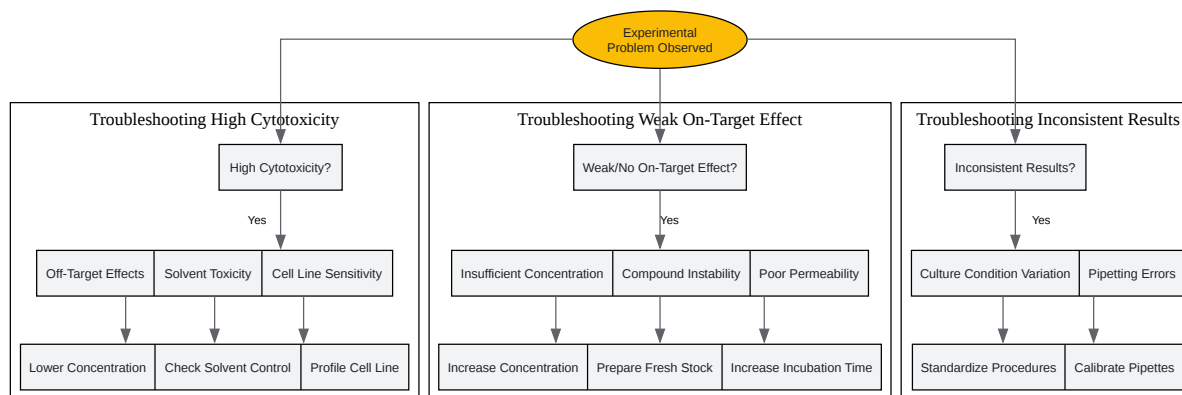 Experimental
Problem Observed
Troubleshooting High Cytotoxicity
Troubleshooting Weak On-Target Effect
Troubleshooting Inconsistent Results
High Cytotoxicity?
Weak/No On-Target Effect?
Inconsistent Results?
Yes
Yes
Yes
Off-Target Effects
Solvent Toxicity
Cell Line Sensitivity
Insufficient Concentration
Compound Instability
Poor Permeability
Culture Condition Variation
Pipetting Errors
Lower Concentration
Check Solvent Control
Profile Cell Line
Increase Concentration
Prepare Fresh Stock
Increase Incubation Time
Standardize Procedures
Calibrate Pipettes